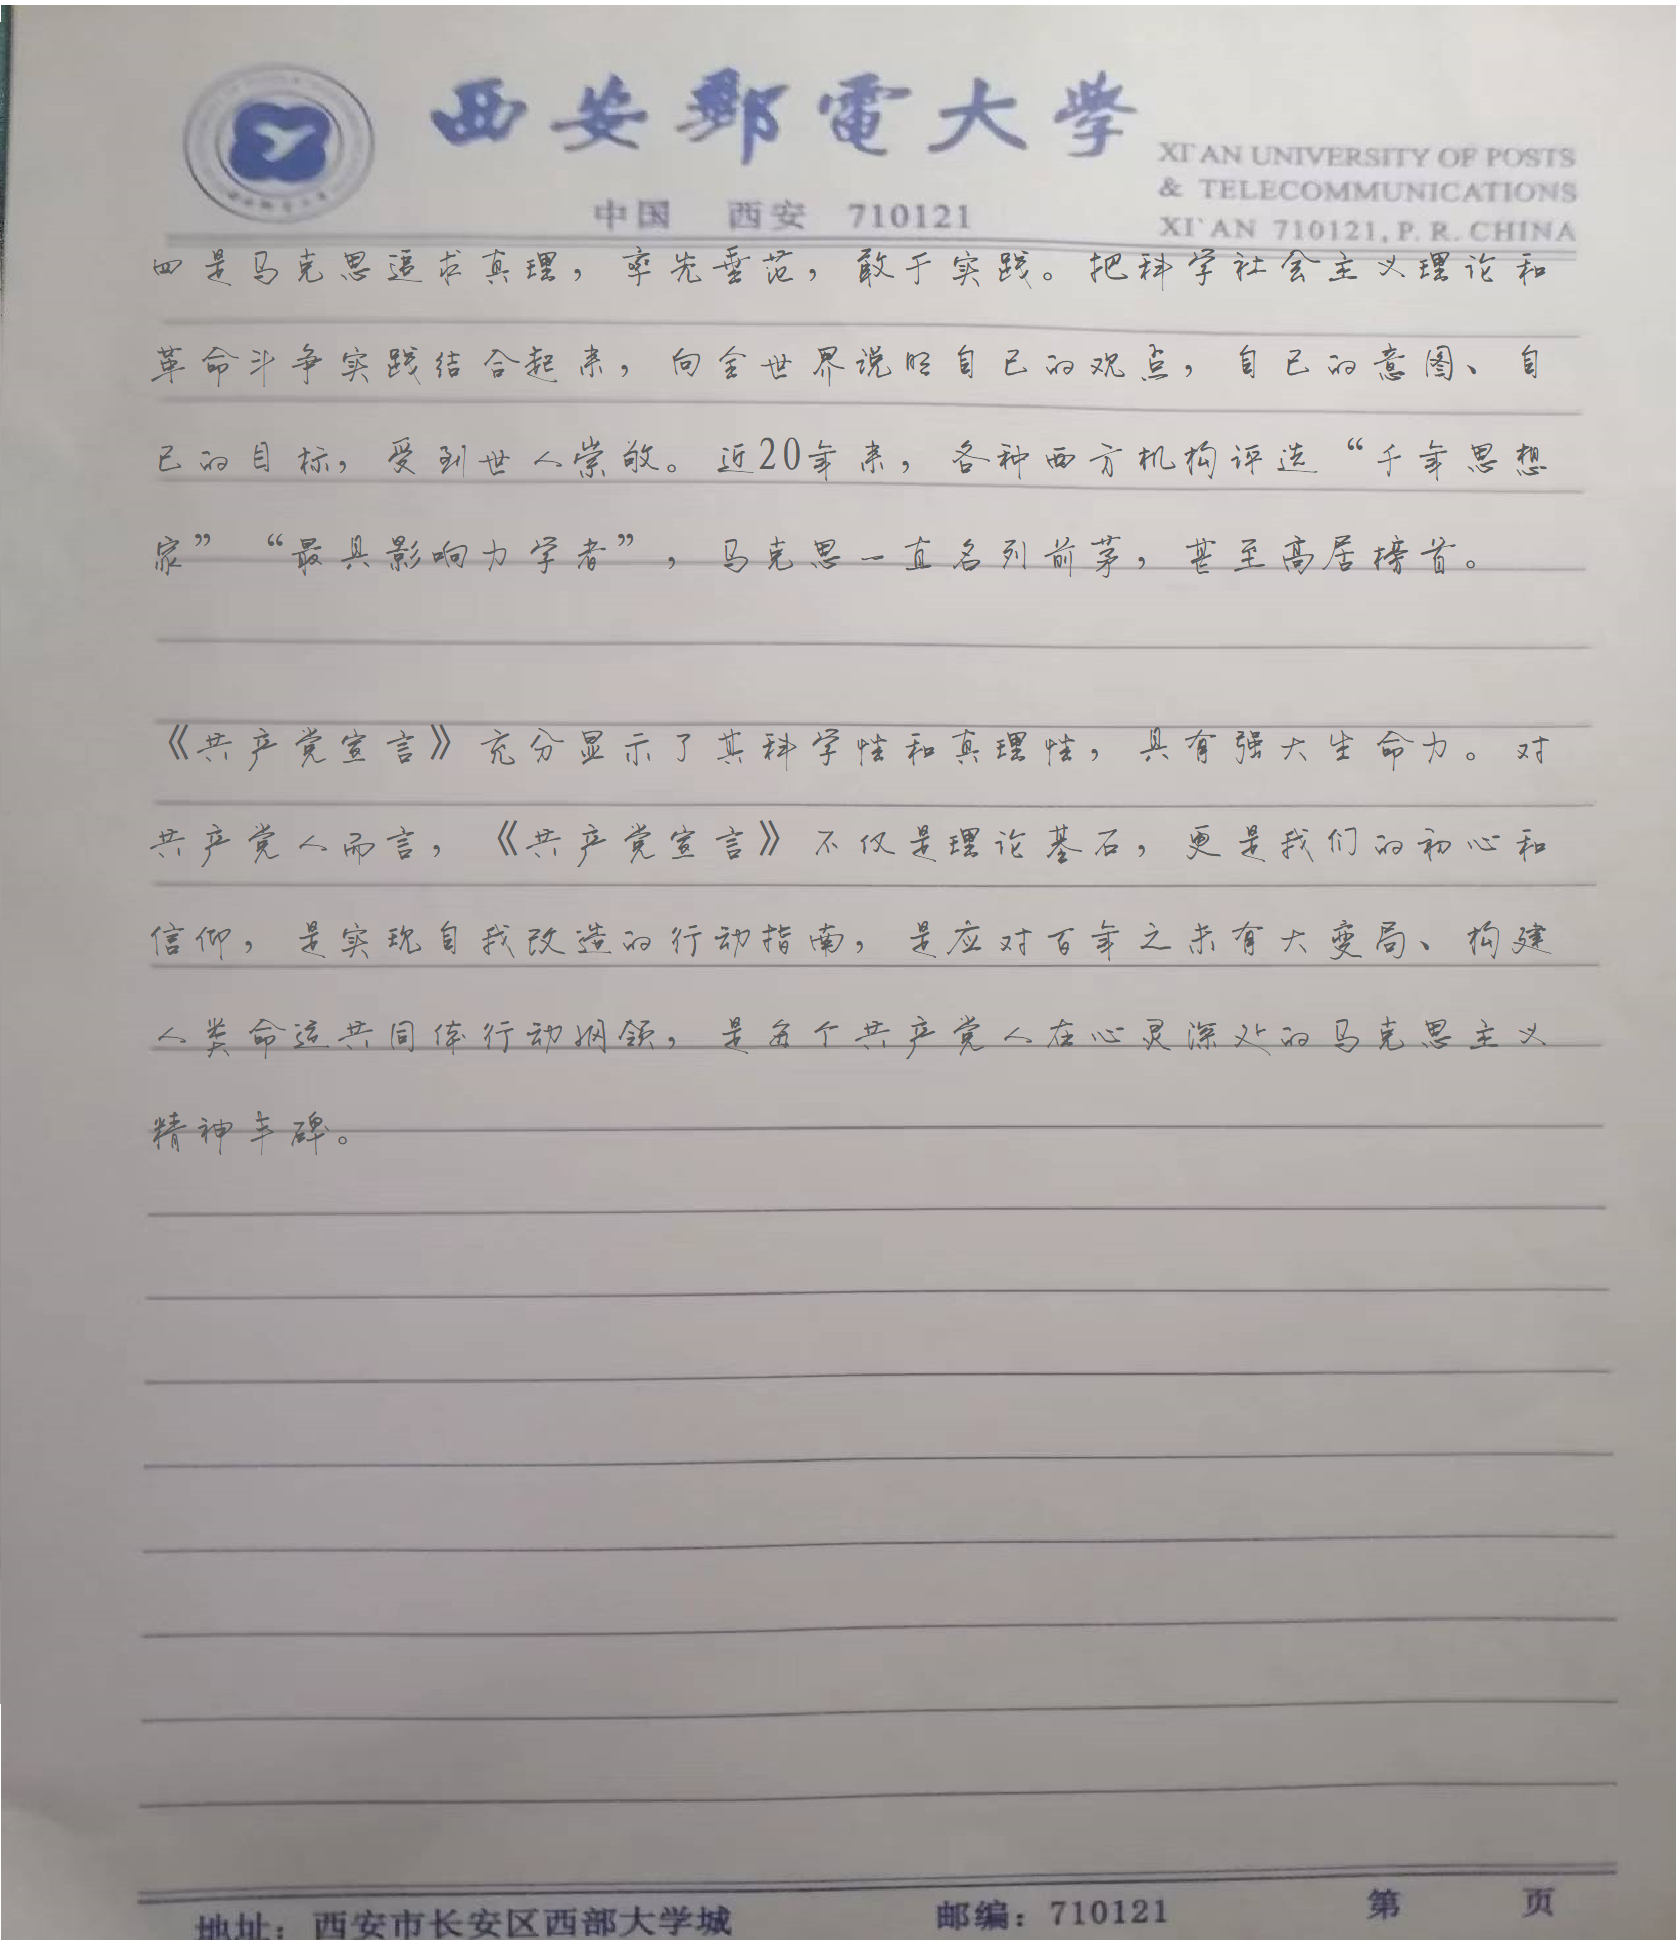 西安郵電大学
XI'AN UNIVERSITY OF POSTS
& TELECOMMUNICATIONS
中国 西安 710121
XI'AN 710121, P. R. CHINA
四是马克思追求真理，率先垂范，敢于实践。把科学社会主义理论和
革命斗争实践结合起来，向全世界说明自己的观点，自己的意图、自
己的目标，受到世人崇敬。近20年来，各种西方机构评选“千年思想
家” “最具影响力学者”，马克思一直名列前茅，甚至高居榜首。
《共产党宣言》充分显示了其科学性和真理性，具有强大生命力。对
共产党人而言，《共产党宣言》不仅是理论基石，更是我们的初心和
信仰，是实现自我改造的行动指南，是应对百年之未有大变局、构建
人类命运共同体行动纲领，是每个共产党人在心灵深处的马克思主义
精神丰碑。
地址：西安市长安区西部大学城 邮编：710121 第 页